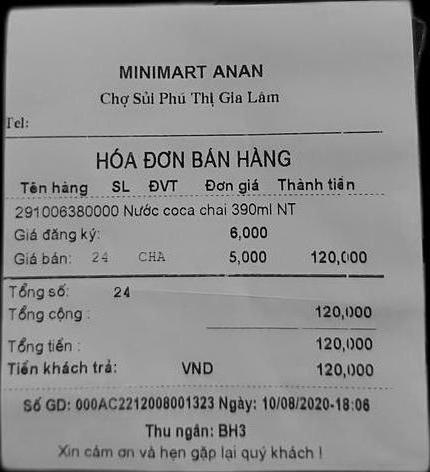 MINIMART ANAN
Chợ Sủi Phú Thị Gia Lâm
Tel:
HÓA ĐƠN BÁN HÀNG
Tên hàng SL ĐVT Đơn giá Thành tiền
291006380000 Nước coca chai 390ml NT
Giá đăng ký: 6,000
Giá bán: 24 CHA 5,000 120,000
Tổng số: 24
Tổng cộng : 120,000
Tổng tiền : 120,000
Tiền khách trả: VND 120,000
Số GD: 000AC2212008001323 Ngày: 10/08/2020-18:06
Thu ngân: BH3
Xin cảm ơn và hẹn gặp lại quý khách !